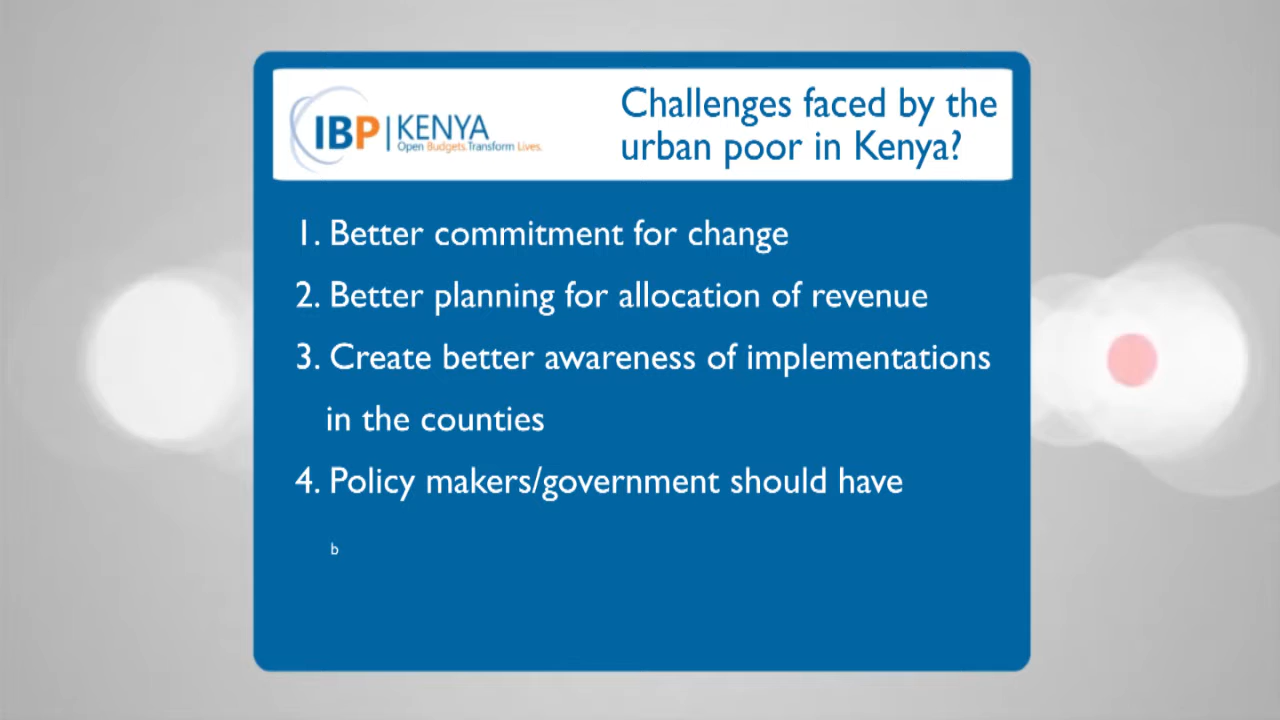 IBP | KENYA
Open Budgets. Transform Lives.
Challenges faced by the
urban poor in Kenya?
1. Better commitment for change
2. Better planning for allocation of revenue
3. Create better awareness of implementations
in the counties
4. Policy makers/government should have
b